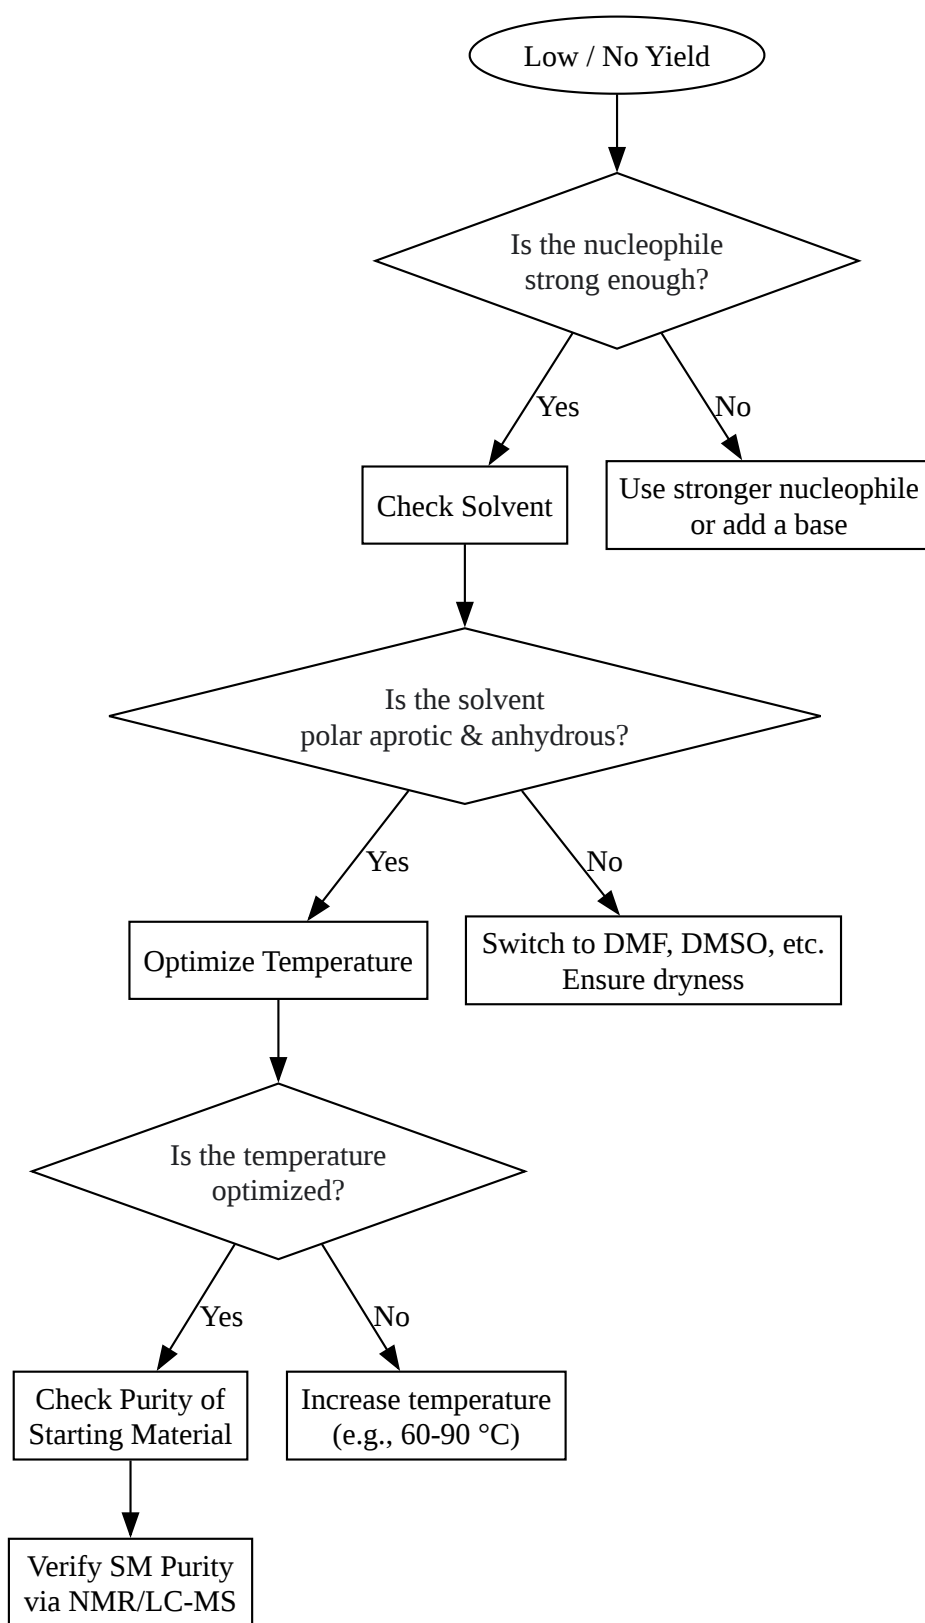 Low / No Yield
Is the nucleophile
strong enough?
Yes
No
Check Solvent
Use stronger nucleophile
or add a base
Is the solvent
polar aprotic & anhydrous?
Yes
No
Optimize Temperature
Switch to DMF, DMSO, etc.
Ensure dryness
Is the temperature
optimized?
Yes
No
Check Purity of
Starting Material
Increase temperature
(e.g., 60-90 °C)
Verify SM Purity
via NMR/LC-MS